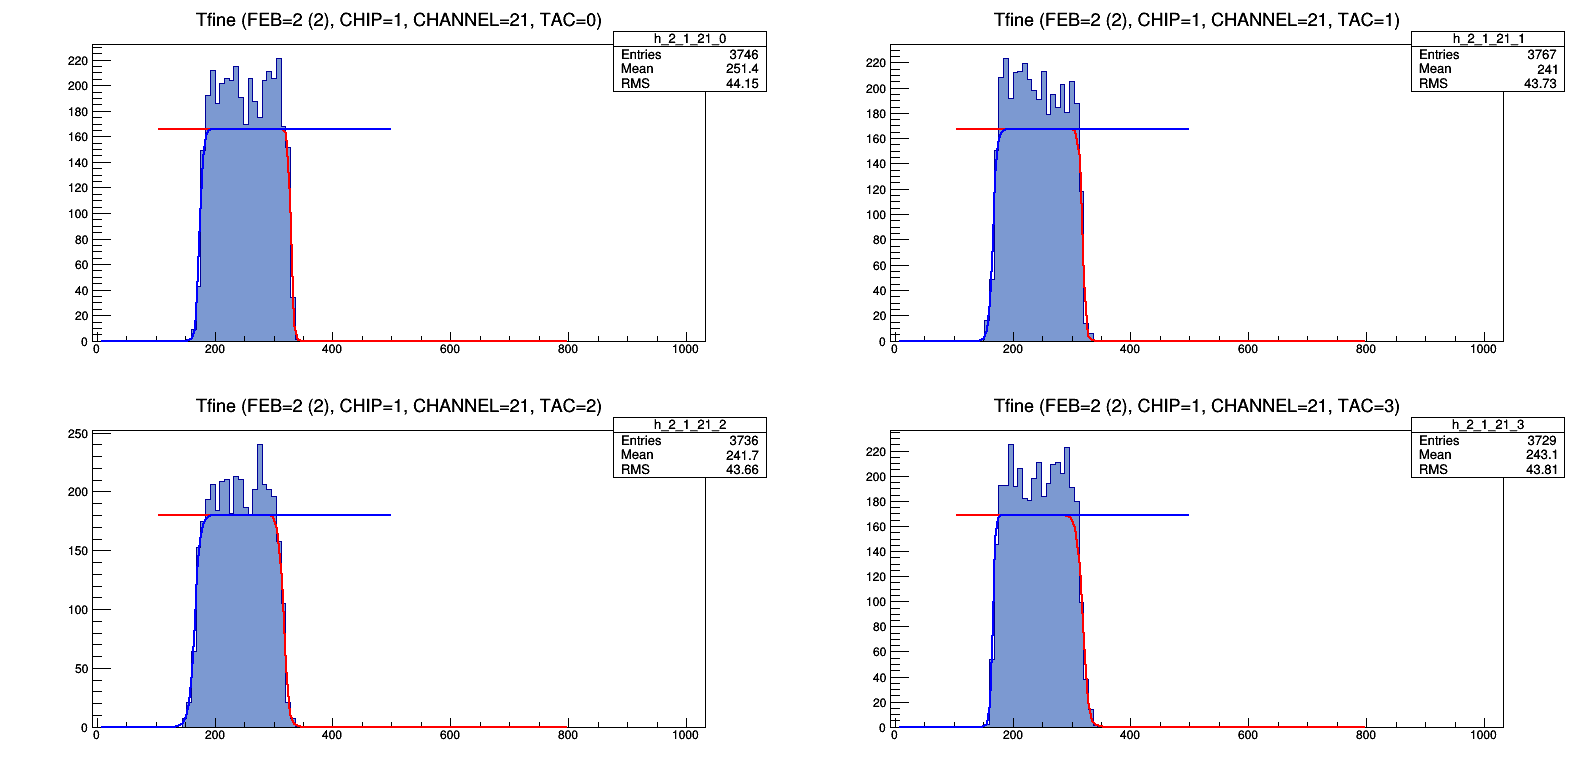 Tfine (FEB=2 (2), CHIP=1, CHANNEL=21, TAC=0)
h_2_1_21_0
Entries 3746
Mean 251.4
RMS 44.15
220
200
180
160
140
120
100
80
60
40
20
0
0 200 400 600 800 1000
Tfine (FEB=2 (2), CHIP=1, CHANNEL=21, TAC=1)
h_2_1_21_1
Entries 3767
Mean 241
RMS 43.73
220
200
180
160
140
120
100
80
60
40
20
0
0 200 400 600 800 1000
Tfine (FEB=2 (2), CHIP=1, CHANNEL=21, TAC=2)
h_2_1_21_2
Entries 3736
Mean 241.7
RMS 43.66
250
200
150
100
50
0
0 200 400 600 800 1000
Tfine (FEB=2 (2), CHIP=1, CHANNEL=21, TAC=3)
h_2_1_21_3
Entries 3729
Mean 243.1
RMS 43.81
220
200
180
160
140
120
100
80
60
40
20
0
0 200 400 600 800 1000